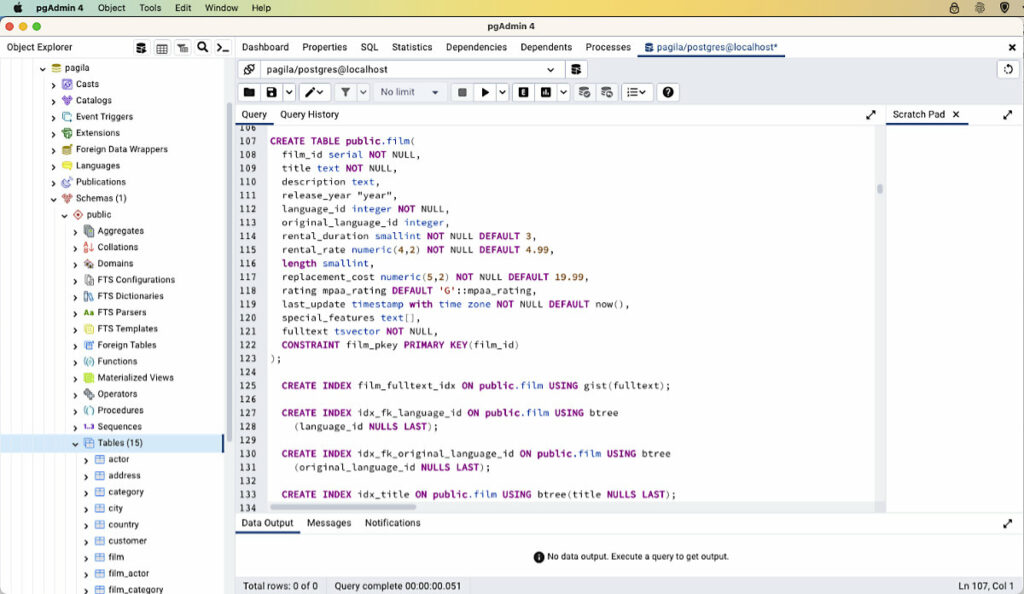 pgAdmin 4 Object Tools Edit Window Help
pgAdmin 4
Object Explorer
Dashboard Properties SQL Statistics Dependencies Dependents Processes pagila/postgres@localhost*
pagila/postgres@localhost
No limit
Query Query History
Scratch Pad
pagila
Casts
Catalogs
Event Triggers
Extensions
Foreign Data Wrappers
Languages
Publications
Schemas (1)
public
Aggregates
Collations
Domains
FTS Configurations
FTS Dictionaries
FTS Parsers
FTS Templates
Foreign Tables
Functions
Materialized Views
Operators
Procedures
1..3 Sequences
Tables (15)
actor
address
category
city
country
customer
film
film_actor
film_category
106
107 CREATE TABLE public.film(
108 film_id serial NOT NULL,
109 title text NOT NULL,
110 description text,
111 release_year "year",
112 language_id integer NOT NULL,
113 original_language_id integer,
114 rental_duration smallint NOT NULL DEFAULT 3,
115 rental_rate numeric(4,2) NOT NULL DEFAULT 4.99,
116 length smallint,
117 replacement_cost numeric(5,2) NOT NULL DEFAULT 19.99,
118 rating mpaa_rating DEFAULT 'G'::mpaa_rating,
119 last_update timestamp with time zone NOT NULL DEFAULT now(),
120 special_features text[],
121 fulltext tsvector NOT NULL,
122 CONSTRAINT film_pkey PRIMARY KEY(film_id)
123 );
124
125 CREATE INDEX film_fulltext_idx ON public.film USING gist(fulltext);
126
127 CREATE INDEX idx_fk_language_id ON public.film USING btree
128 (language_id NULLS LAST);
129
130 CREATE INDEX idx_fk_original_language_id ON public.film USING btree
131 (original_language_id NULLS LAST);
132
133 CREATE INDEX idx_title ON public.film USING btree(title NULLS LAST);
134
Data Output Messages Notifications
No data output. Execute a query to get output.
Total rows: 0 of 0 Query complete 00:00:00.051 Ln 107, Col 1